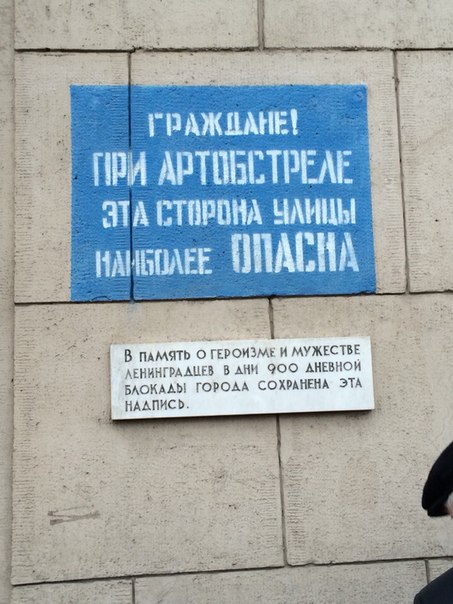 ГРАЖДАНЕ!
ПРИ АРТОБСТРЕЛЕ
ЭТА СТОРОНА УЛИЦЫ
НАИБОЛЕЕ ОПАСНА
В ПАМЯТЬ О ГЕРОИЗМЕ И МУЖЕСТВЕ
ЛЕНИНГРАДЦЕВ В ДНИ 900 ДНЕВНОЙ
БЛОКАДЫ ГОРОДА СОХРАНЕНА ЭТА
НАДПИСЬ.